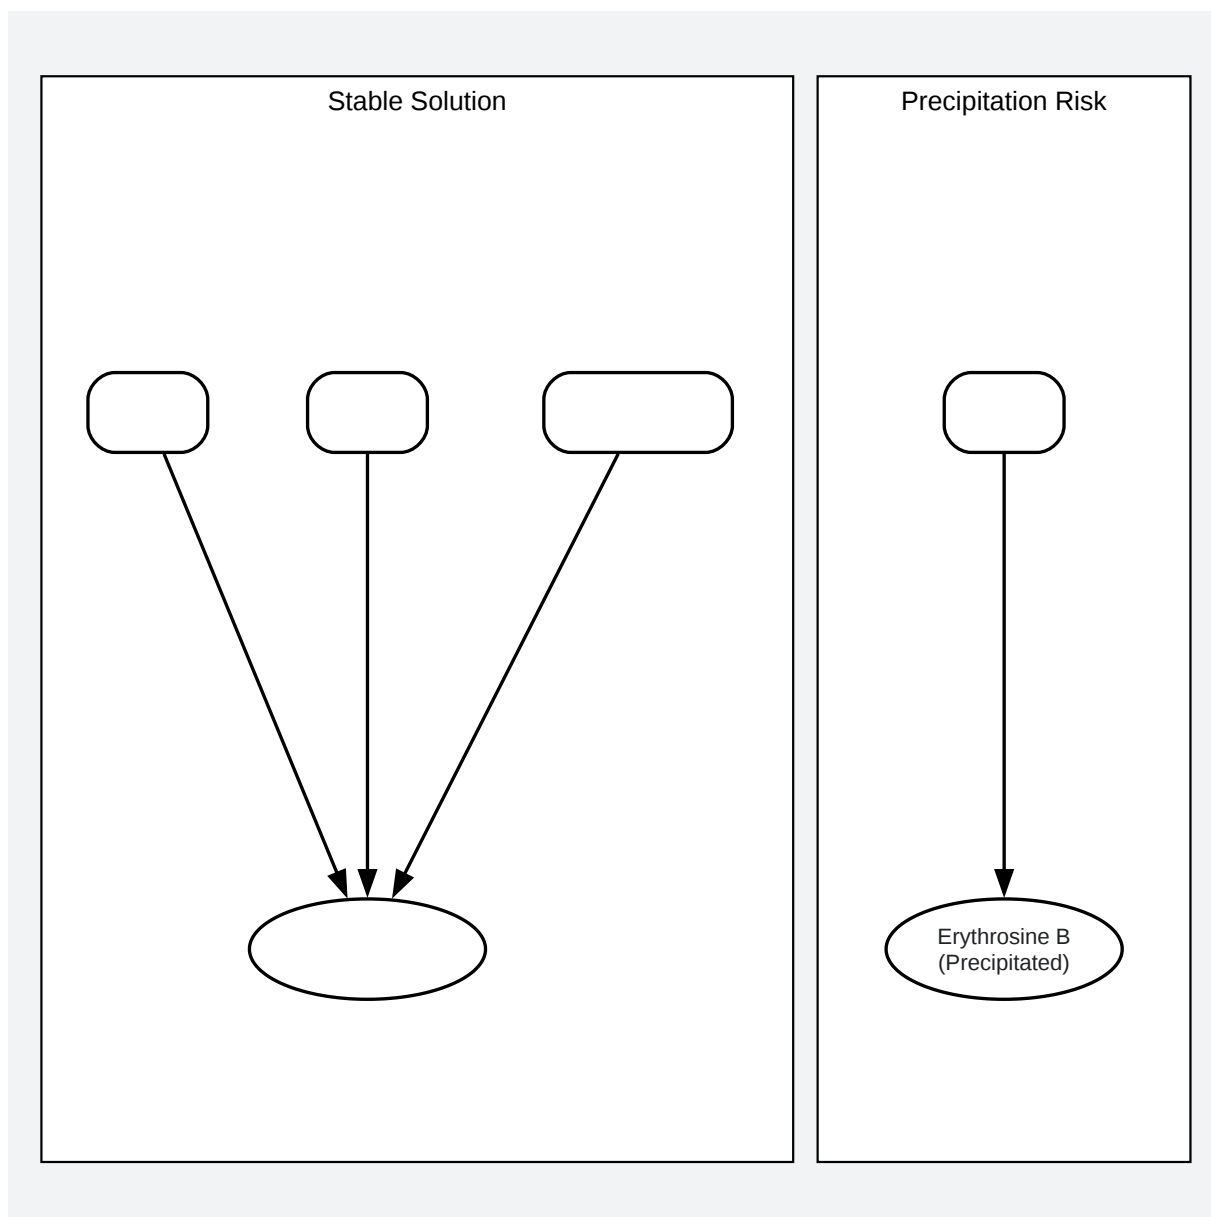 Stable Solution
Precipitation Risk
Erythrosine B
(Precipitated)